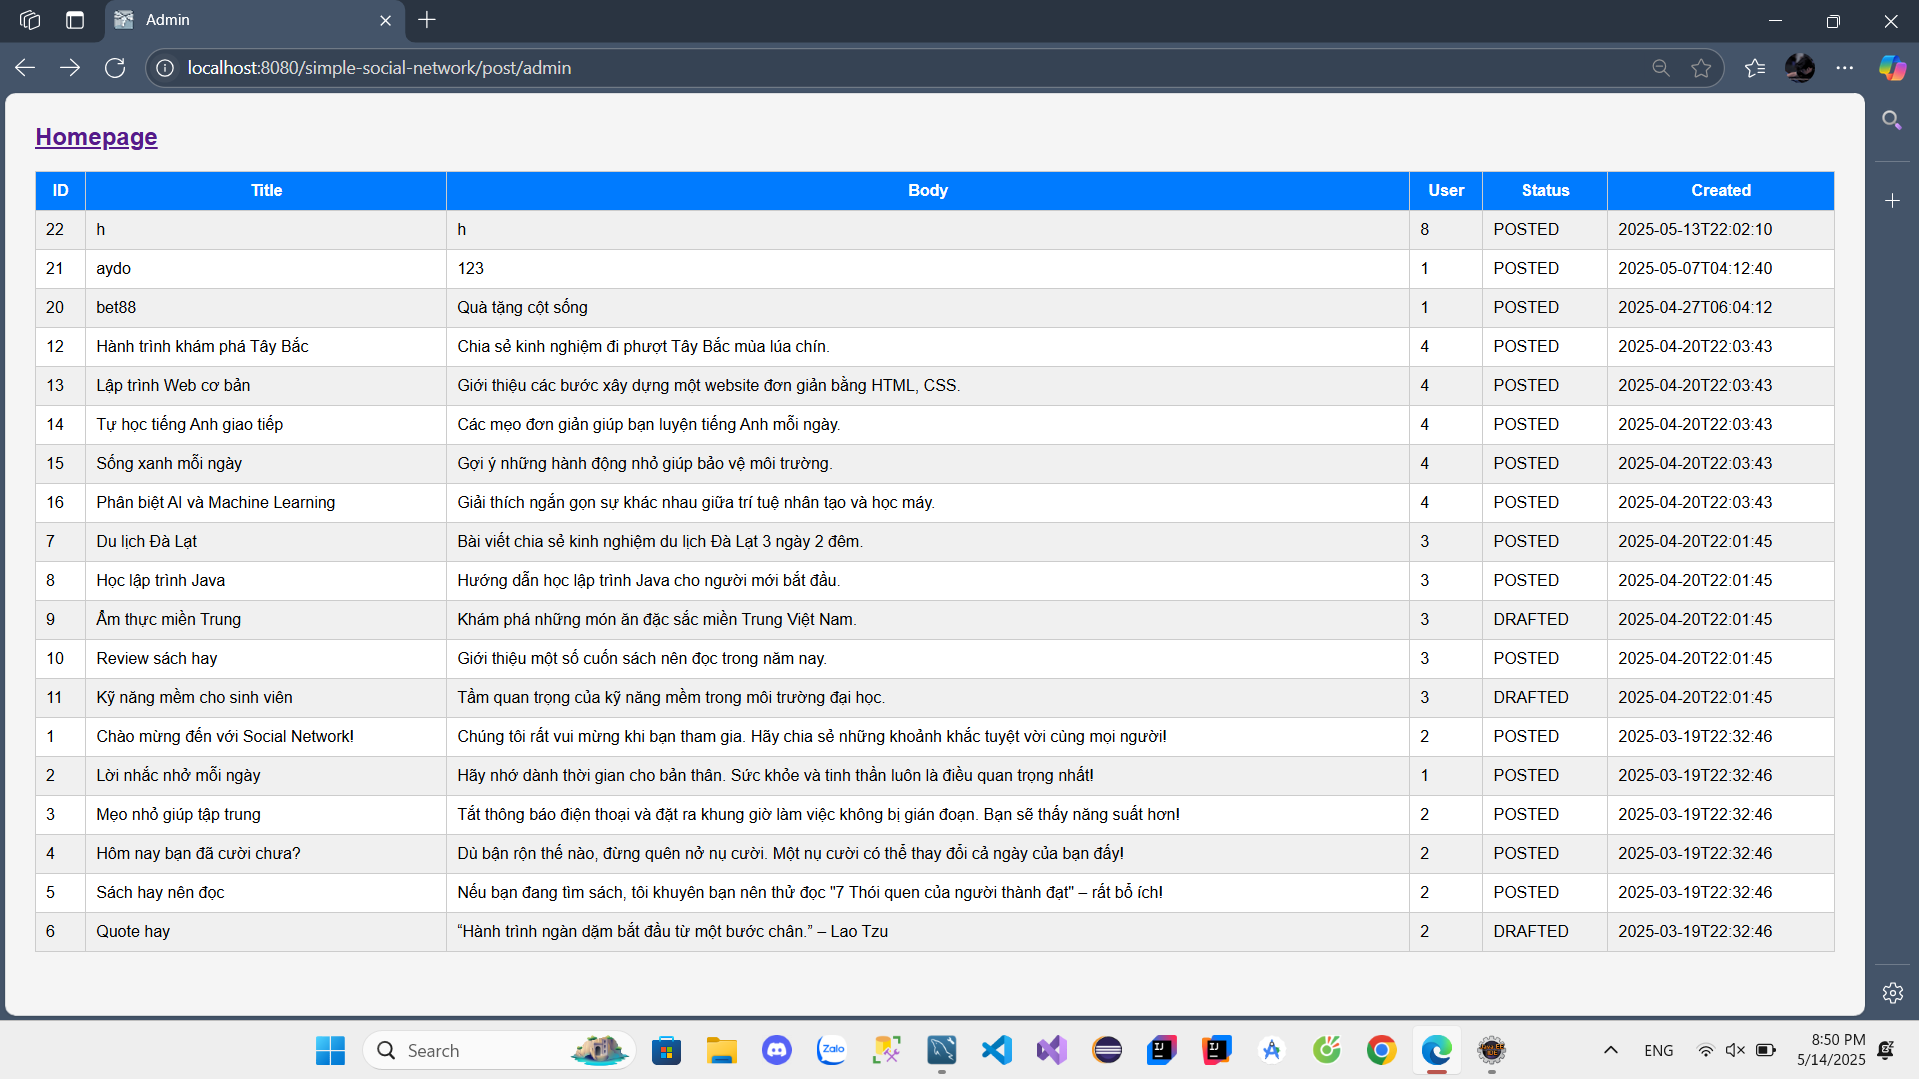 Admin
localhost:8080/simple-social-network/post/admin
Homepage
ID Title Body User Status Created
22 h h 8 POSTED 2025-05-13T22:02:10
21 aydo 123 1 POSTED 2025-05-07T04:12:40
20 bet88 Quà tặng cột sống 1 POSTED 2025-04-27T06:04:12
12 Hành trình khám phá Tây Bắc Chia sẻ kinh nghiệm đi phượt Tây Bắc mùa lúa chín. 4 POSTED 2025-04-20T22:03:43
13 Lập trình Web cơ bản Giới thiệu các bước xây dựng một website đơn giản bằng HTML, CSS. 4 POSTED 2025-04-20T22:03:43
14 Tự học tiếng Anh giao tiếp Các mẹo đơn giản giúp bạn luyện tiếng Anh mỗi ngày. 4 POSTED 2025-04-20T22:03:43
15 Sống xanh mỗi ngày Gợi ý những hành động nhỏ giúp bảo vệ môi trường. 4 POSTED 2025-04-20T22:03:43
16 Phân biệt AI và Machine Learning Giải thích ngắn gọn sự khác nhau giữa trí tuệ nhân tạo và học máy. 4 POSTED 2025-04-20T22:03:43
7 Du lịch Đà Lạt Bài viết chia sẻ kinh nghiệm du lịch Đà Lạt 3 ngày 2 đêm. 3 POSTED 2025-04-20T22:01:45
8 Học lập trình Java Hướng dẫn học lập trình Java cho người mới bắt đầu. 3 POSTED 2025-04-20T22:01:45
9 Ẩm thực miền Trung Khám phá những món ăn đặc sắc miền Trung Việt Nam. 3 DRAFTED 2025-04-20T22:01:45
10 Review sách hay Giới thiệu một số cuốn sách nên đọc trong năm nay. 3 POSTED 2025-04-20T22:01:45
11 Kỹ năng mềm cho sinh viên Tầm quan trọng của kỹ năng mềm trong môi trường đại học. 3 DRAFTED 2025-04-20T22:01:45
1 Chào mừng đến với Social Network! Chúng tôi rất vui mừng khi bạn tham gia. Hãy chia sẻ những khoảnh khắc tuyệt vời cùng mọi người! 2 POSTED 2025-03-19T22:32:46
2 Lời nhắc nhở mỗi ngày Hãy nhớ dành thời gian cho bản thân. Sức khỏe và tinh thần luôn là điều quan trọng nhất! 1 POSTED 2025-03-19T22:32:46
3 Mẹo nhỏ giúp tập trung Tắt thông báo điện thoại và đặt ra khung giờ làm việc không bị gián đoạn. Bạn sẽ thấy năng suất hơn! 2 POSTED 2025-03-19T22:32:46
4 Hôm nay bạn đã cười chưa? Dù bận rộn thế nào, đừng quên nở nụ cười. Một nụ cười có thể thay đổi cả ngày của bạn đấy! 2 POSTED 2025-03-19T22:32:46
5 Sách hay nên đọc Nếu bạn đang tìm sách, tôi khuyên bạn nên thử đọc "7 Thói quen của người thành đạt" – rất bổ ích! 2 POSTED 2025-03-19T22:32:46
6 Quote hay “Hành trình ngàn dặm bắt đầu từ một bước chân.” – Lao Tzu 2 DRAFTED 2025-03-19T22:32:46
Search
Zalo
ENG
8:50 PM
5/14/2025